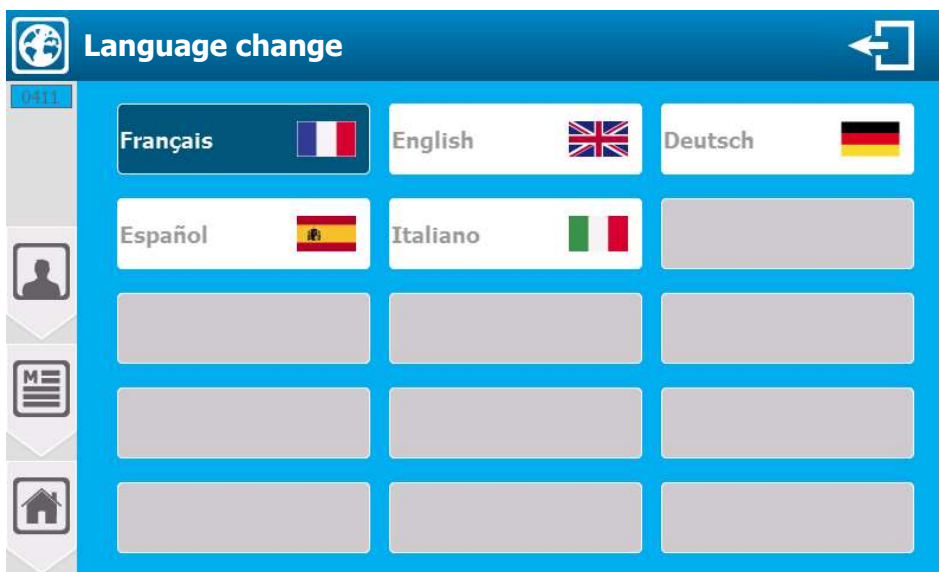 Language change
0411
Français
English
Deutsch
Español
Italiano
M